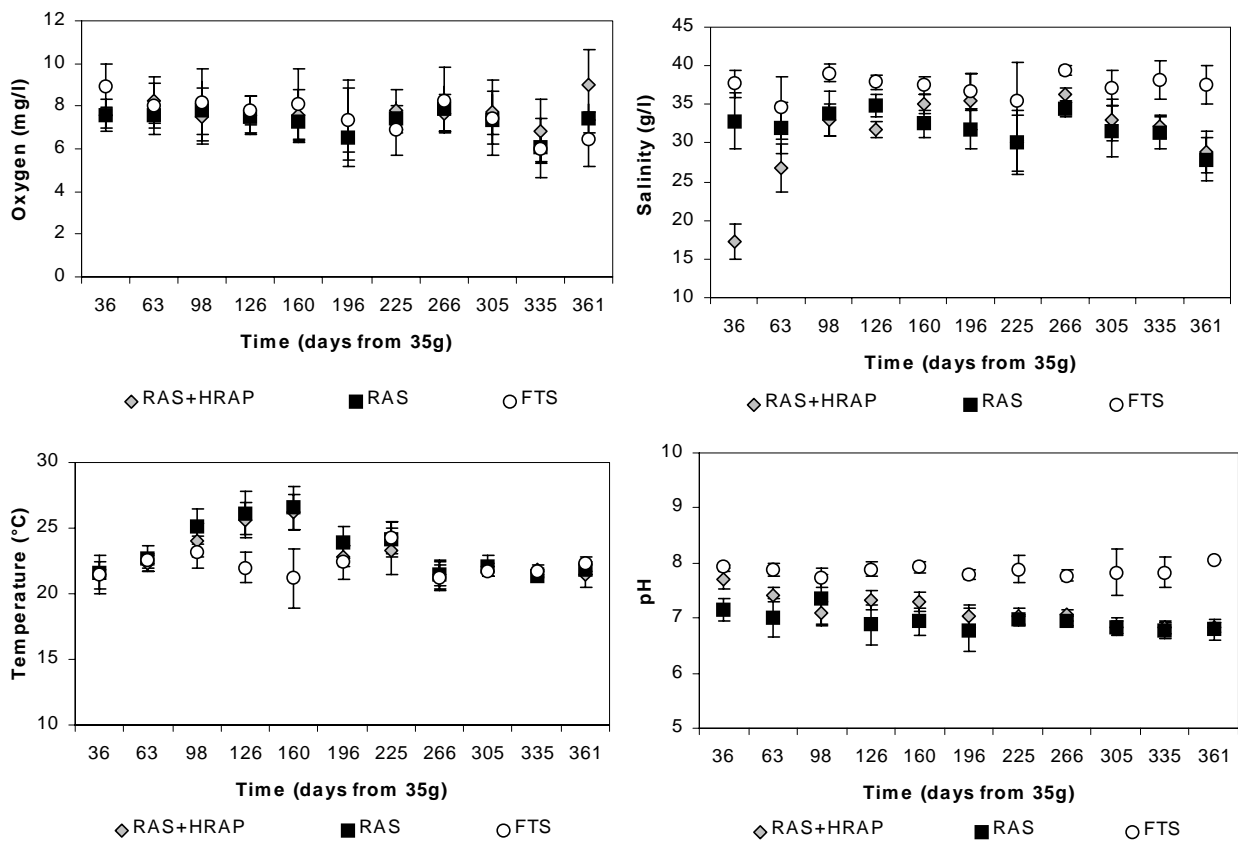 Oxygen (mg/l)
12
10
8
6
4
2
0
36 63 98 126 160 196 225 266 305 335 361
Time (days from 35g)
RAS+HRAP RAS FTS
Salinity (g/l)
45
40
35
30
25
20
15
10
36 63 98 126 160 196 225 266 305 335 361
Time (days from 35g)
RAS+HRAP RAS FTS
Temperature (°C)
30
25
20
15
10
36 63 98 126 160 196 225 266 305 335 361
Time (days from 35g)
RAS+HRAP RAS FTS
pH
10
9
8
7
6
5
36 63 98 126 160 196 225 266 305 335 361
Time (days from 35g)
RAS+HRAP RAS FTS